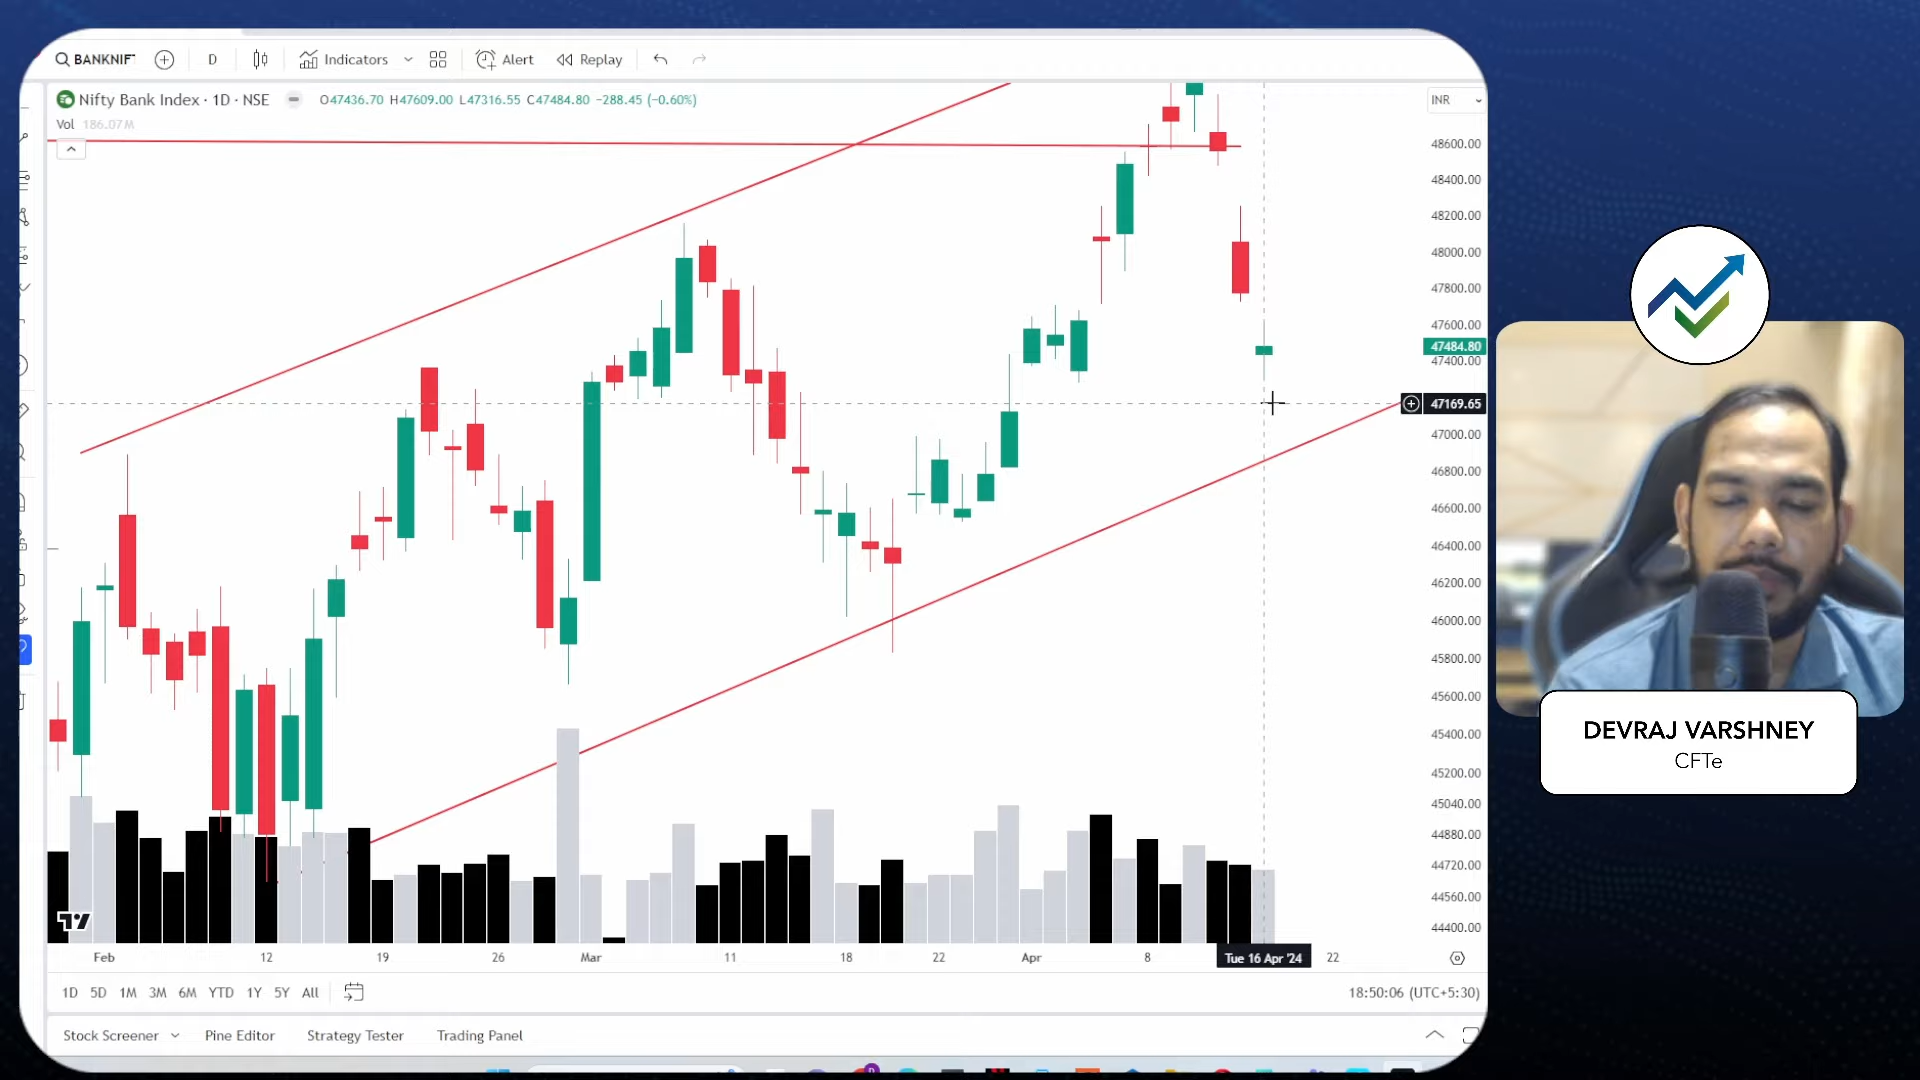 BANKNIF
D
Indicators
Alert
Replay
Nifty Bank Index · 1D · NSE
O47436.70 H47609.00 L47316.55 C47484.80 −288.45 (−0.60%)
INR
Vol 186.07M
48600.00
48400.00
48200.00
48000.00
47800.00
47600.00
47484.80
47400.00
47169.65
47000.00
46800.00
46600.00
46400.00
46200.00
46000.00
45800.00
45600.00
45400.00
45200.00
45040.00
44880.00
44720.00
44560.00
44400.00
Feb 12 19 26 Mar 11 18 22 Apr 8 Tue 16 Apr '24 22
1D 5D 1M 3M 6M YTD 1Y 5Y All
18:50:06 (UTC+5:30)
Stock Screener Pine Editor Strategy Tester Trading Panel
DEVRAJ VARSHNEY
CFTe